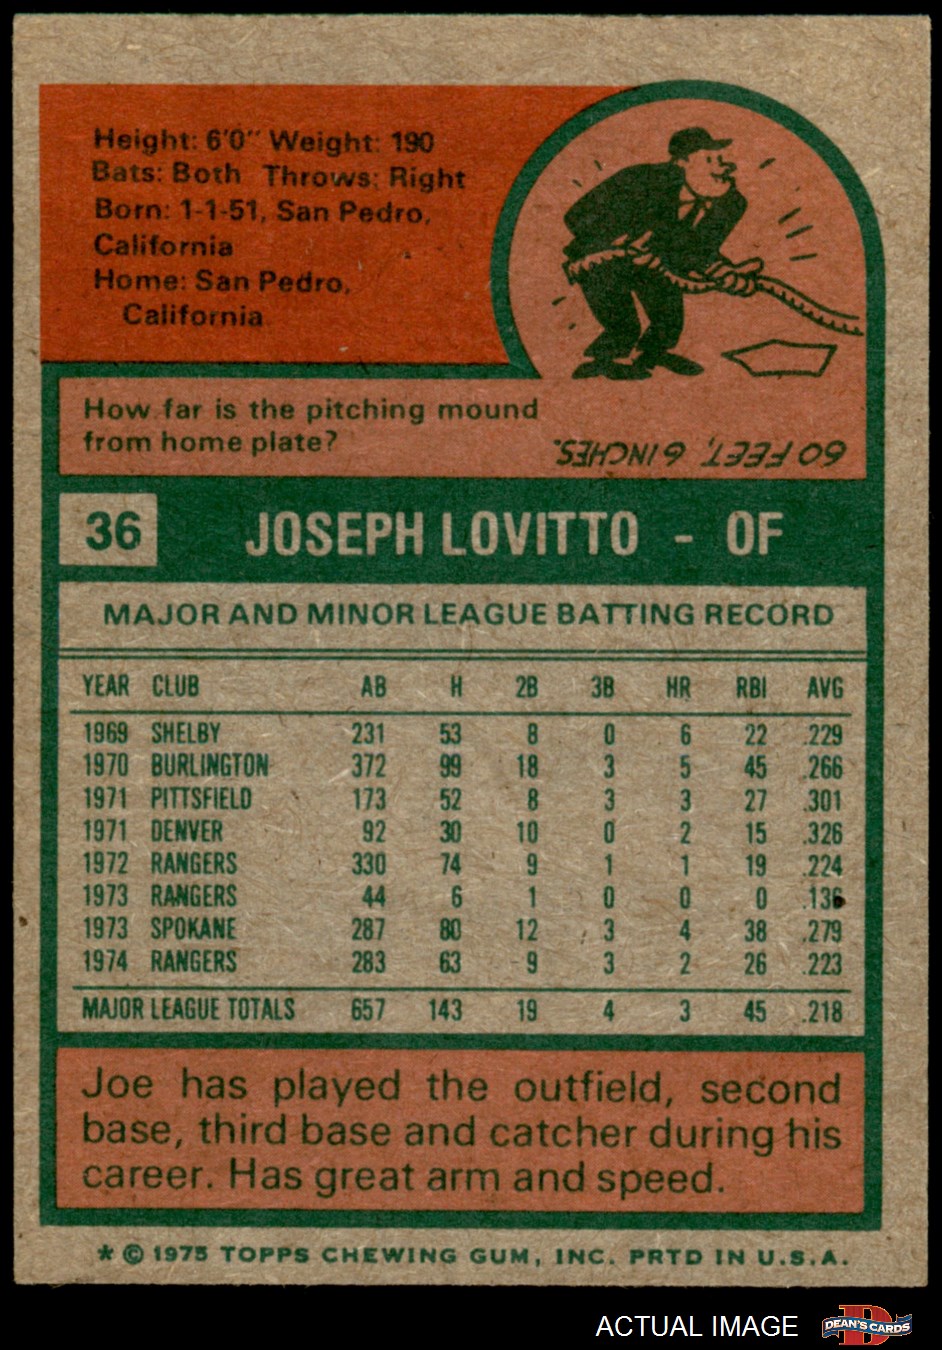 Height: 6'0" Weight: 190
Bats: Both Throws: Right
Born: 1-1-51, San Pedro,
California
Home: San Pedro,
California
How far is the pitching mound
from home plate?
60 FEET, 6 INCHES.
36 JOSEPH LOVITTO - OF
MAJOR AND MINOR LEAGUE BATTING RECORD
YEAR CLUB AB H 2B 3B HR RBI AVG
1969 SHELBY 231 53 8 0 6 22 .229
1970 BURLINGTON 372 99 18 3 5 45 .266
1971 PITTSFIELD 173 52 8 3 3 27 .301
1971 DENVER 92 30 10 0 2 15 .326
1972 RANGERS 330 74 9 1 1 19 .224
1973 RANGERS 44 6 1 0 0 0 .136
1973 SPOKANE 287 80 12 3 4 38 .279
1974 RANGERS 283 63 9 3 2 26 .223
MAJOR LEAGUE TOTALS 657 143 19 4 3 45 .218
Joe has played the outfield, second
base, third base and catcher during his
career. Has great arm and speed.
* © 1975 TOPPS CHEWING GUM, INC. PRTD IN U.S.A.
ACTUAL IMAGE D DEAN'S CARDS